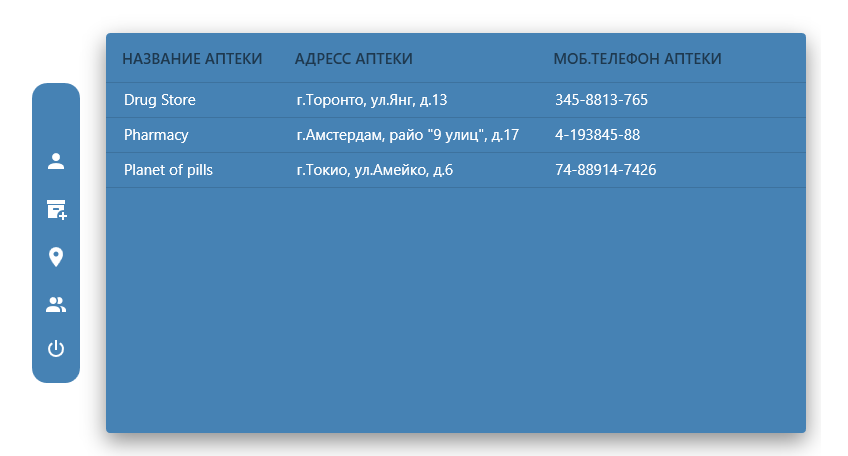 НАЗВАНИЕ АПТЕКИ АДРЕСС АПТЕКИ МОБ.ТЕЛЕФОН АПТЕКИ
Drug Store г.Торонто, ул.Янг, д.13 345-8813-765
Pharmacy г.Амстердам, райо "9 улиц", д.17 4-193845-88
Planet of pills г.Токио, ул.Амейко, д.6 74-88914-7426